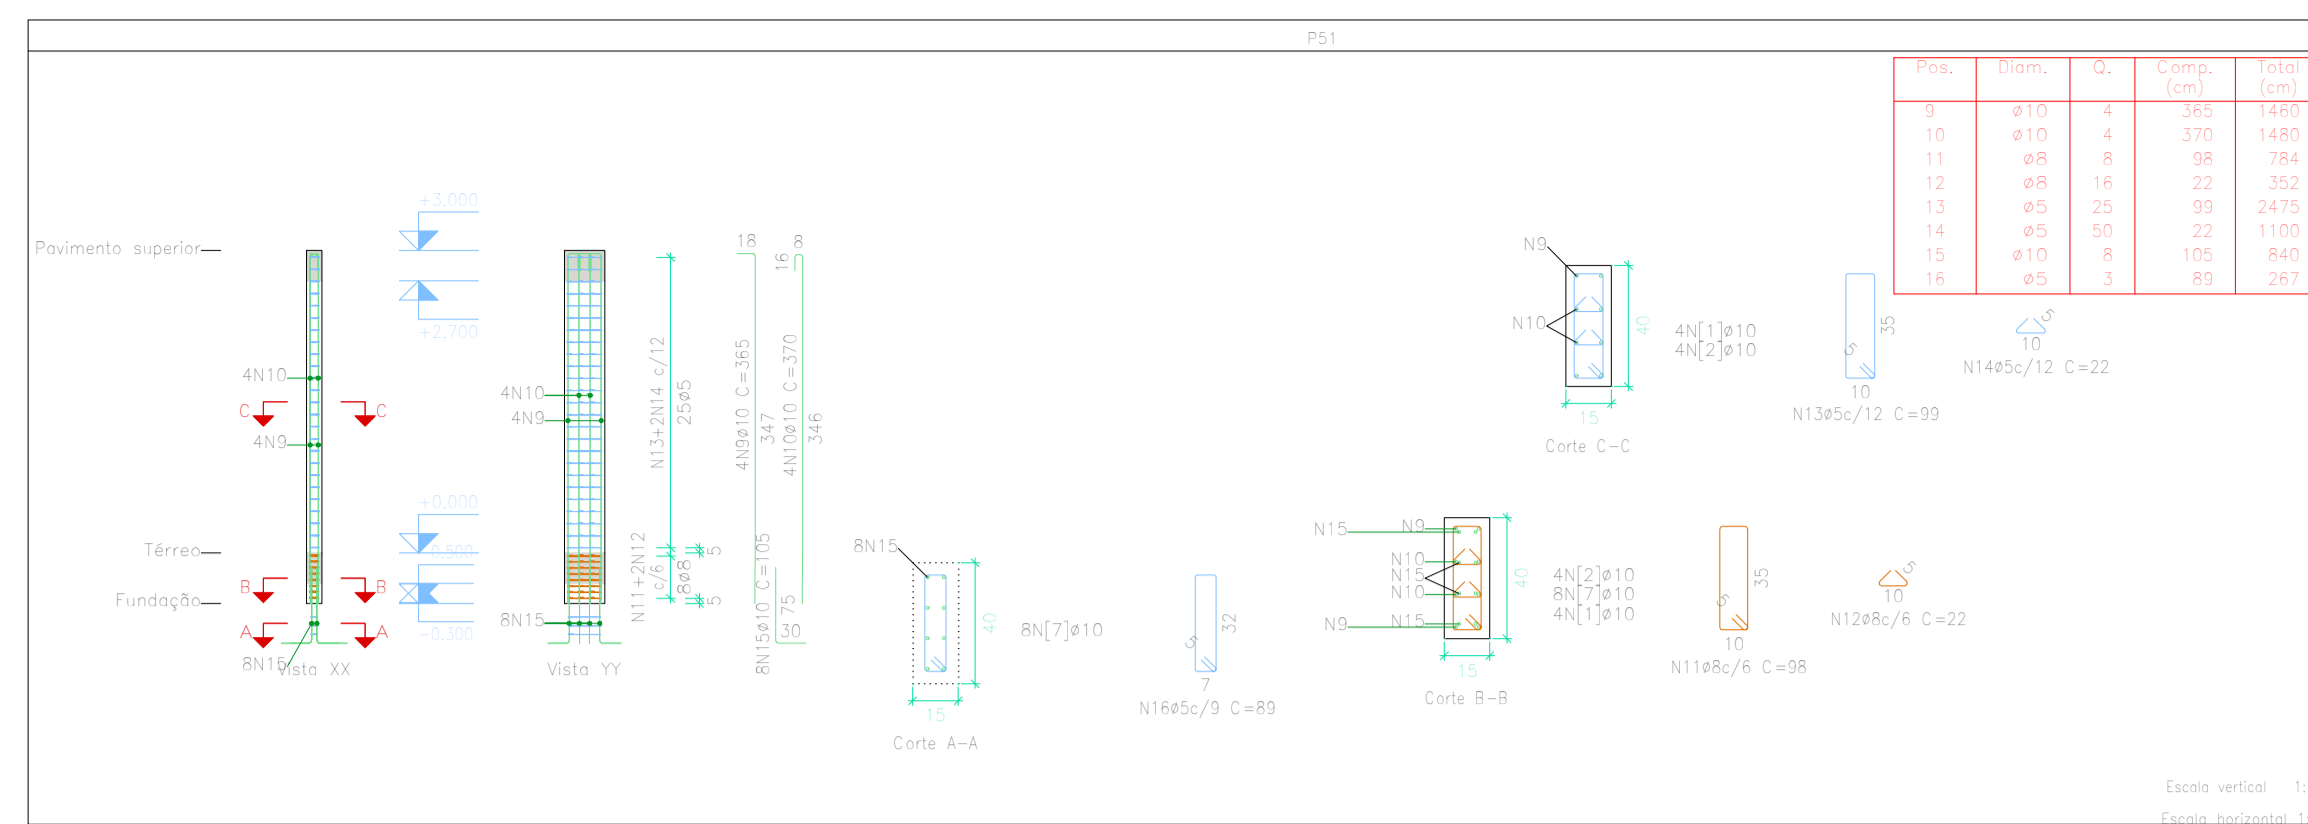 P51
Pos. Diam. Q. Comp. (cm) Total (cm)
9 ø10 4 365 1460
10 ø10 4 370 1480
11 ø8 8 98 784
12 ø8 16 22 352
13 ø5 25 99 2475
14 ø5 50 22 1100
15 ø10 8 105 840
16 ø5 3 89 267
Pavimento superior
Térreo
Fundação
4N10
C C
4N9
B B
A A
8N15
Vista XX
+3.000
+2.700
+0.000
-0.500
-0.300
4N10
4N9
8N15
Vista YY
N13+2N14 c/12
25ø5
N11+2N12
c/6
8ø8
5
5
18
4N9ø10 C=365
347
8
16
4N10ø10 C=370
346
8N15ø10 C=105
75
30
8N15
40
15
Corte A-A
8N[7]ø10
5
32
7
N16ø5c/9 C=89
N9
N10
40
15
Corte C-C
4N[1]ø10
4N[2]ø10
5
35
10
N13ø5c/12 C=99
5
10
N14ø5c/12 C=22
N15 N9
N10
N15
N10
N9 N15
40
15
Corte B-B
4N[2]ø10
8N[7]ø10
4N[1]ø10
5
35
10
N11ø8c/6 C=98
5
10
N12ø8c/6 C=22
Escala vertical 1:
Escala horizontal 1: